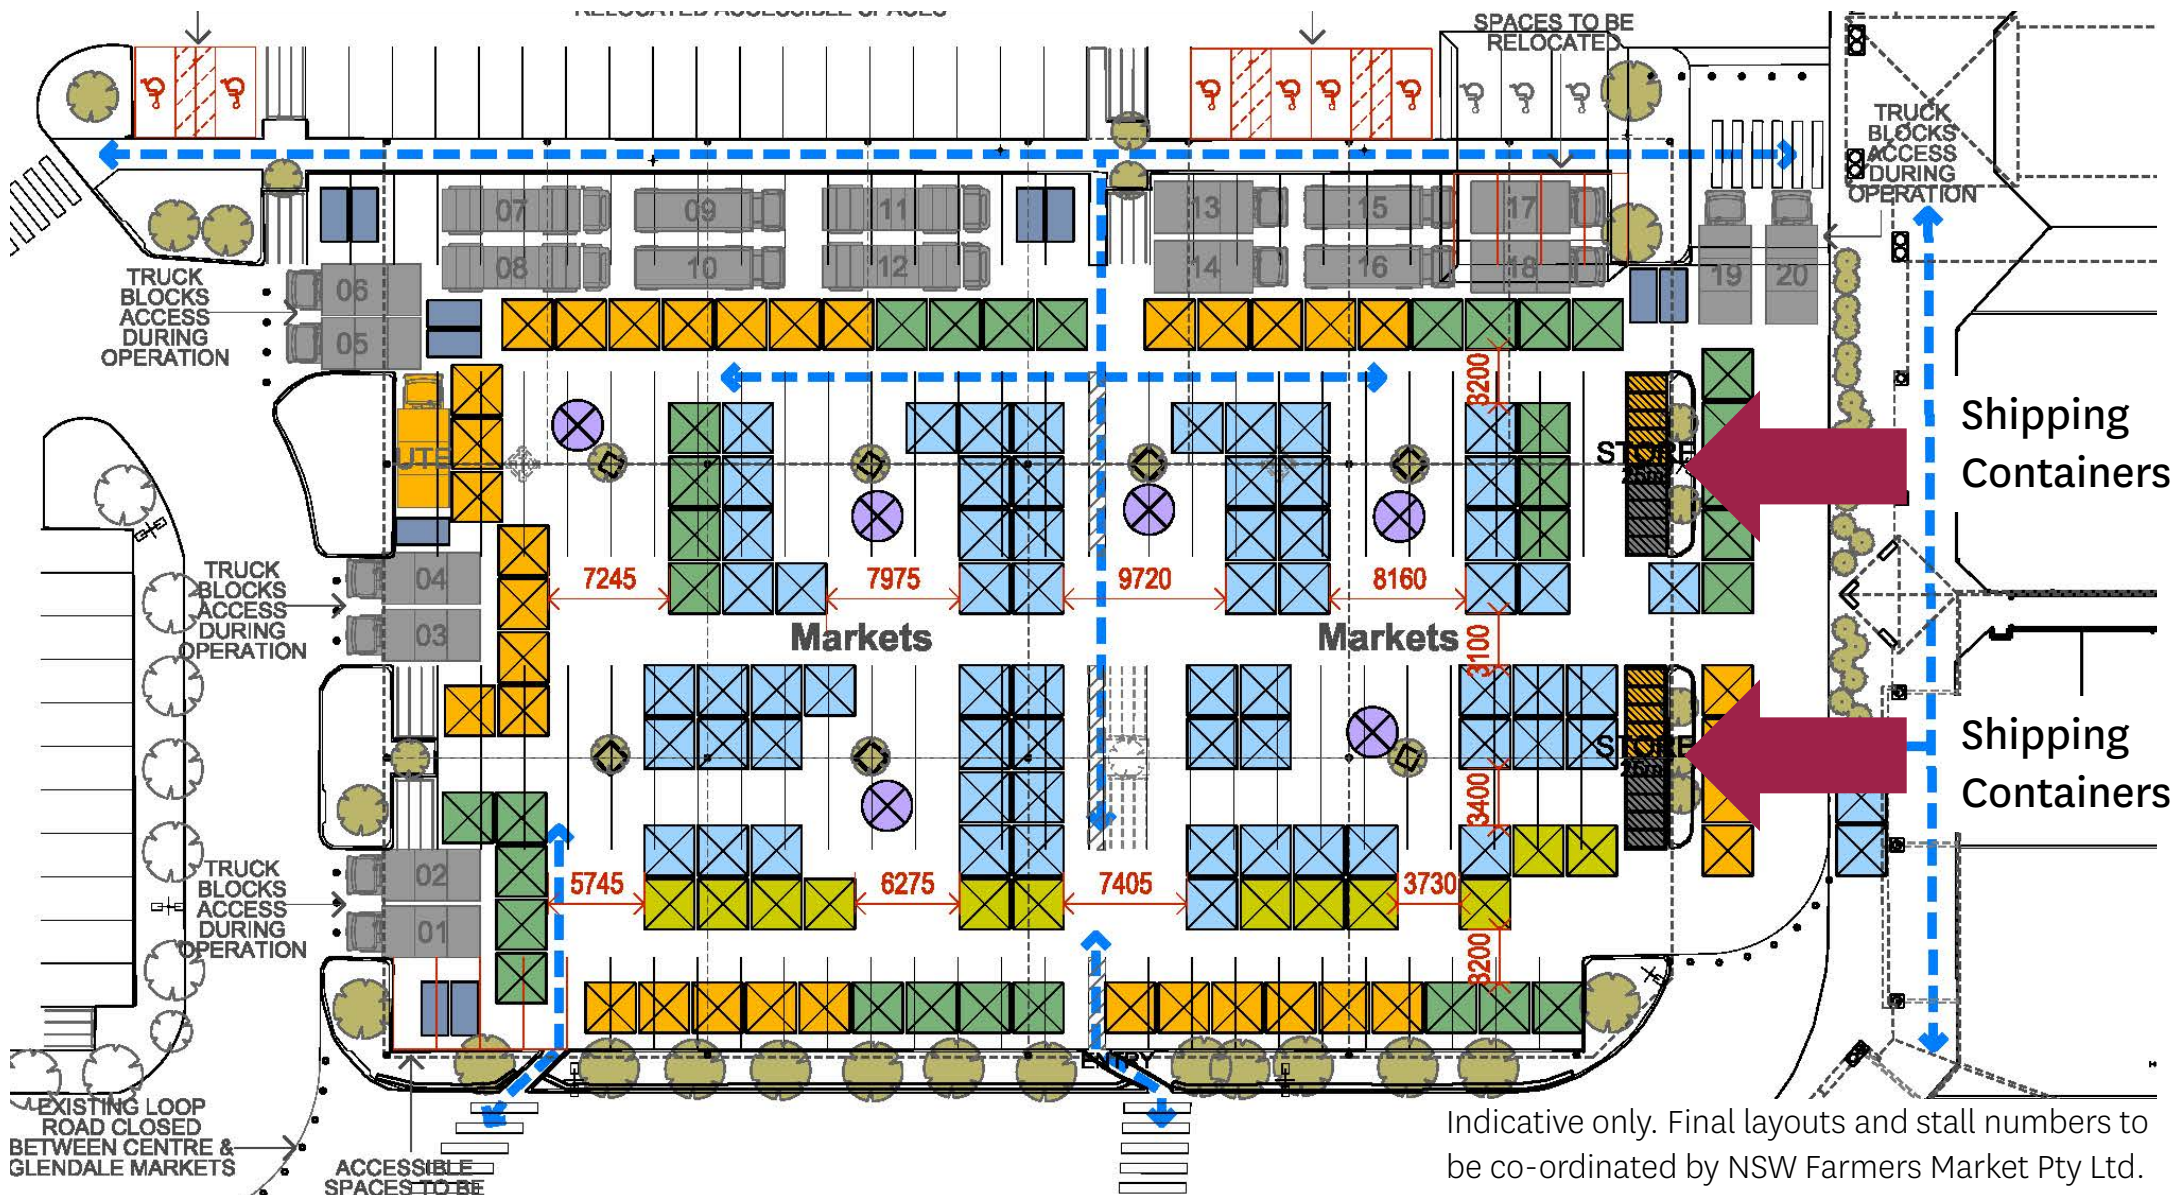 RELOCATED ACCESSIBLE SPACES
SPACES TO BE
RELOCATED
TRUCK
BLOCKS
ACCESS
DURING
OPERATION
07
09
11
13
15
17
08
10
12
14
16
18
19
20
TRUCK
BLOCKS
ACCESS
DURING
OPERATION
06
05
3200
UTE
STORE
Shipping
Containers
TRUCK
BLOCKS
ACCESS
DURING
OPERATION
04
03
7245
7975
9720
8160
Markets
Markets
3100
STORE
Shipping
Containers
3400
TRUCK
BLOCKS
ACCESS
DURING
OPERATION
02
01
5745
6275
7405
3730
3200
ENTRY
EXISTING LOOP
ROAD CLOSED
BETWEEN CENTRE &
GLENDALE MARKETS
ACCESSIBLE
SPACES TO BE
Indicative only. Final layouts and stall numbers to
be co-ordinated by NSW Farmers Market Pty Ltd.